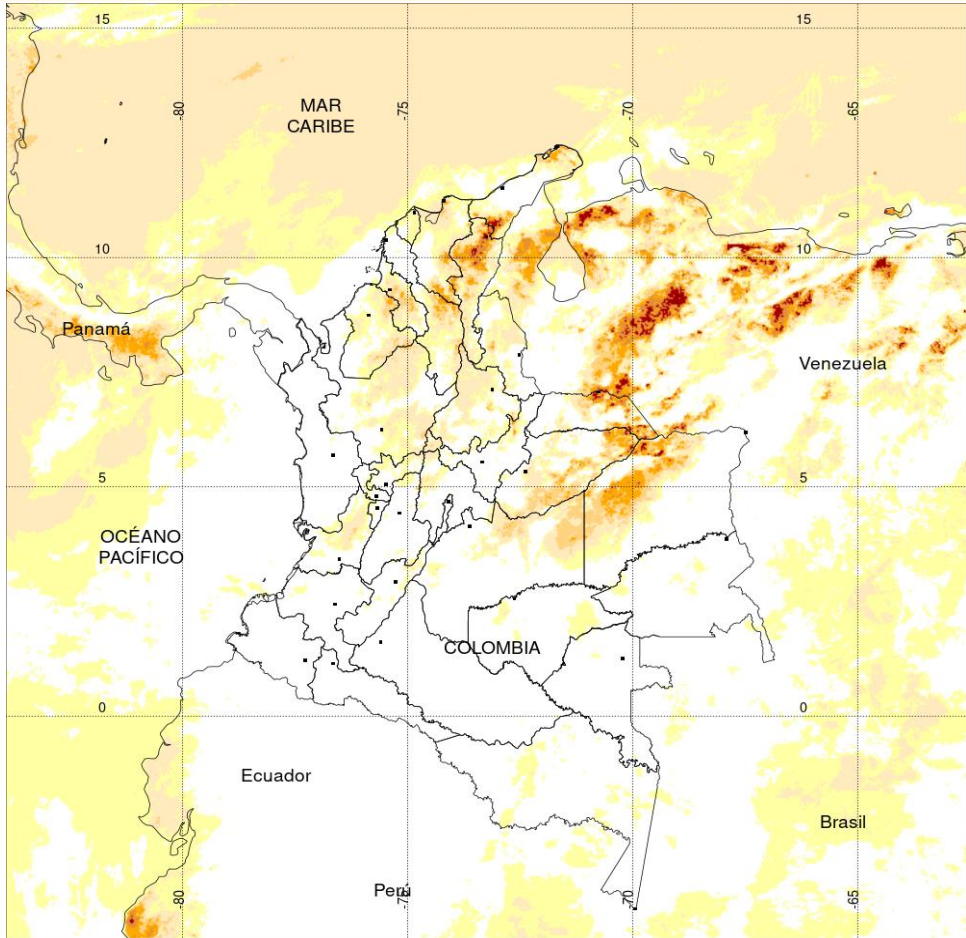 15
15
-80
-75
-70
-65
MAR
CARIBE
10
10
Panamá
Venezuela
5
5
OCÉANO
PACÍFICO
COLOMBIA
0
0
Ecuador
Brasil
Perú
-80
-75
-70
-65